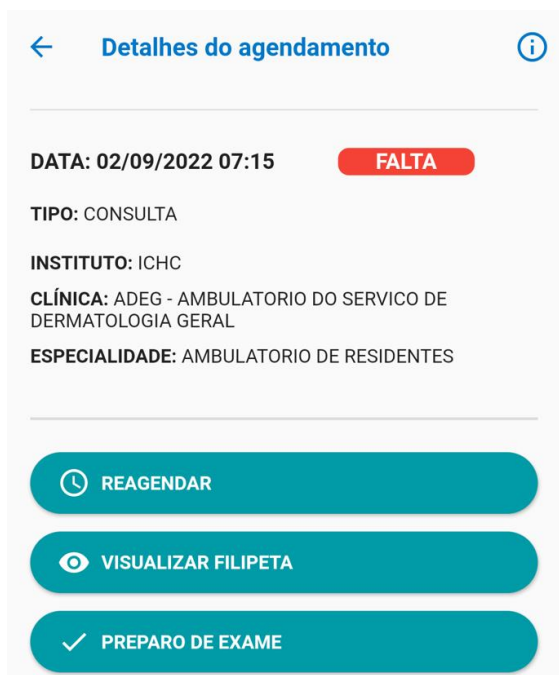 Detalhes do agendamento
DATA: 02/09/2022 07:15 FALTA
TIPO: CONSULTA
INSTITUTO: ICHC
CLÍNICA: ADEG - AMBULATORIO DO SERVICO DE
DERMATOLOGIA GERAL
ESPECIALIDADE: AMBULATORIO DE RESIDENTES
REAGENDAR
VISUALIZAR FILIPETA
PREPARO DE EXAME